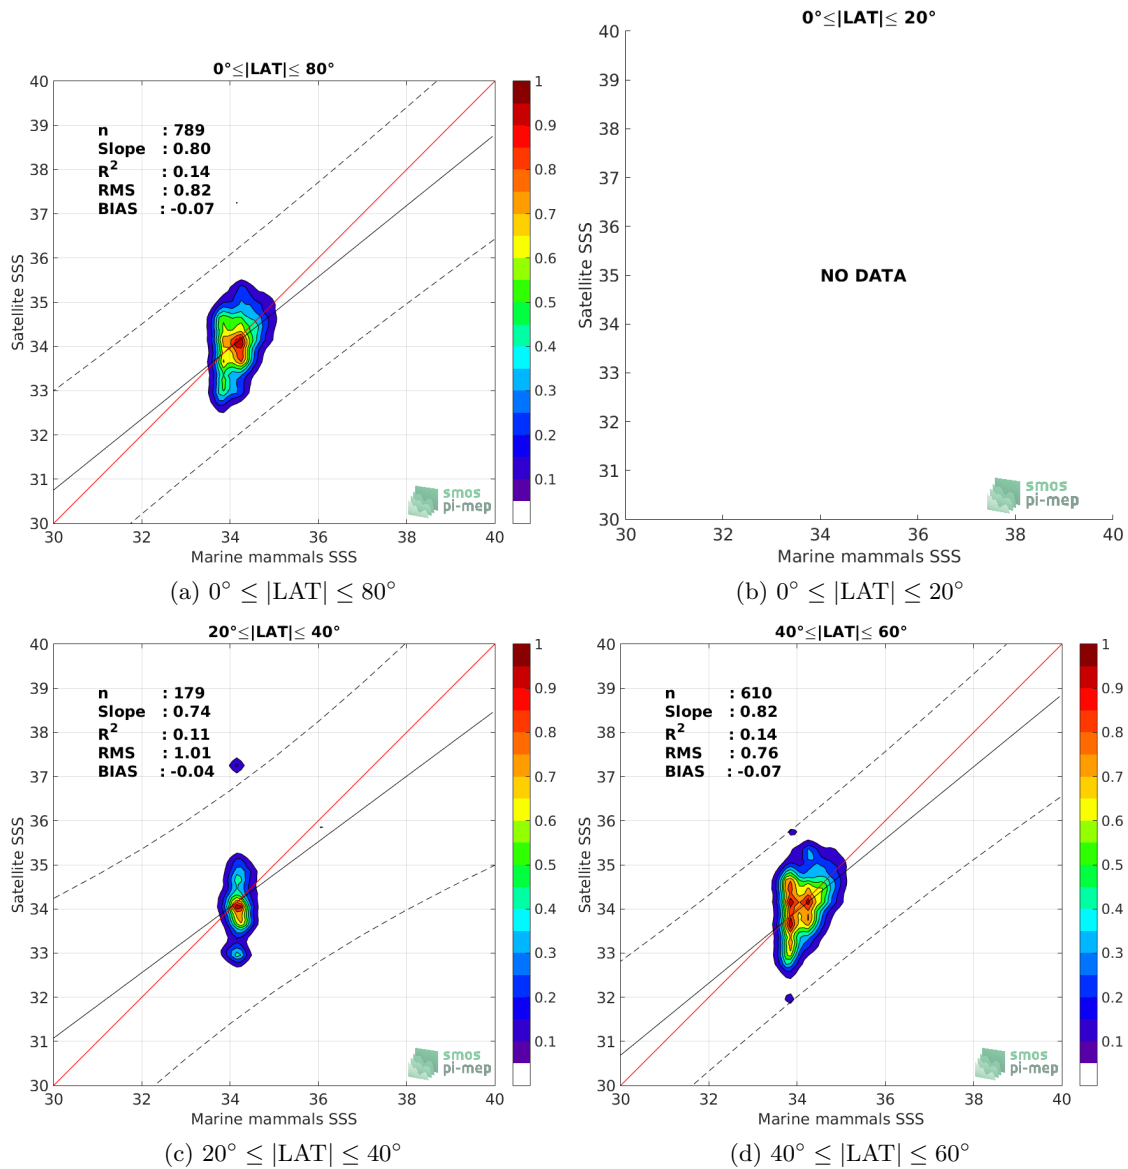 0°≤|LAT|≤ 80°
40
39
38
37
36
35
34
33
32
31
30
Satellite SSS
n : 789
Slope : 0.80
R² : 0.14
RMS : 0.82
BIAS : -0.07
smos
pi-mep
30 32 34 36 38 40
Marine mammals SSS
1
0.9
0.8
0.7
0.6
0.5
0.4
0.3
0.2
0.1
(a) 0° ≤ |LAT| ≤ 80°
0°≤|LAT|≤ 20°
40
39
38
37
36
35
34
33
32
31
30
Satellite SSS
NO DATA
smos
pi-mep
30 32 34 36 38 40
Marine mammals SSS
(b) 0° ≤ |LAT| ≤ 20°
20°≤|LAT|≤ 40°
40
39
38
37
36
35
34
33
32
31
30
Satellite SSS
n : 179
Slope : 0.74
R² : 0.11
RMS : 1.01
BIAS : -0.04
smos
pi-mep
30 32 34 36 38 40
Marine mammals SSS
1
0.9
0.8
0.7
0.6
0.5
0.4
0.3
0.2
0.1
(c) 20° ≤ |LAT| ≤ 40°
40°≤|LAT|≤ 60°
40
39
38
37
36
35
34
33
32
31
30
Satellite SSS
n : 610
Slope : 0.82
R² : 0.14
RMS : 0.76
BIAS : -0.07
smos
pi-mep
30 32 34 36 38 40
Marine mammals SSS
1
0.9
0.8
0.7
0.6
0.5
0.4
0.3
0.2
0.1
(d) 40° ≤ |LAT| ≤ 60°